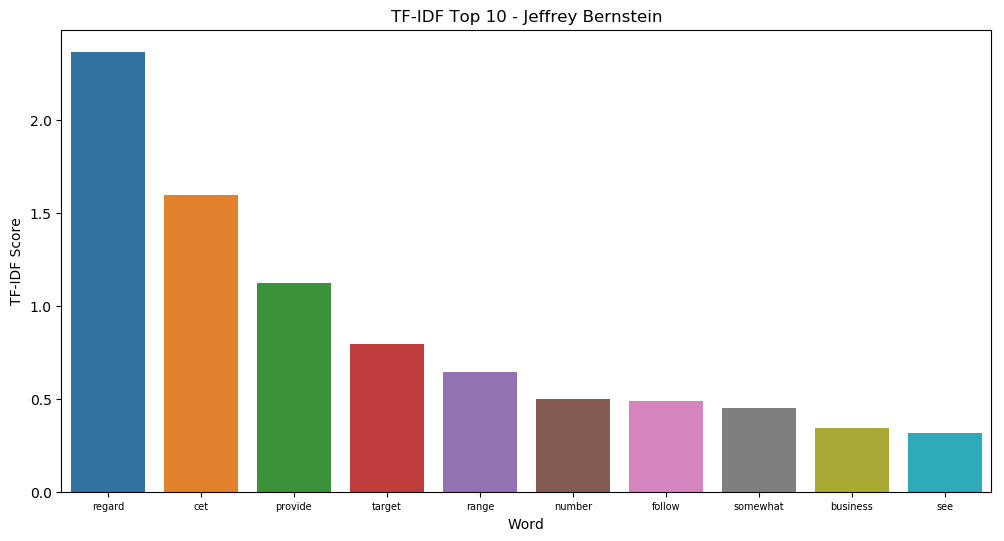 TF-IDF Top 10 - Jeffrey Bernstein
TF-IDF Score
2.0
1.5
1.0
0.5
0.0
regard cet provide target range number follow somewhat business see
Word